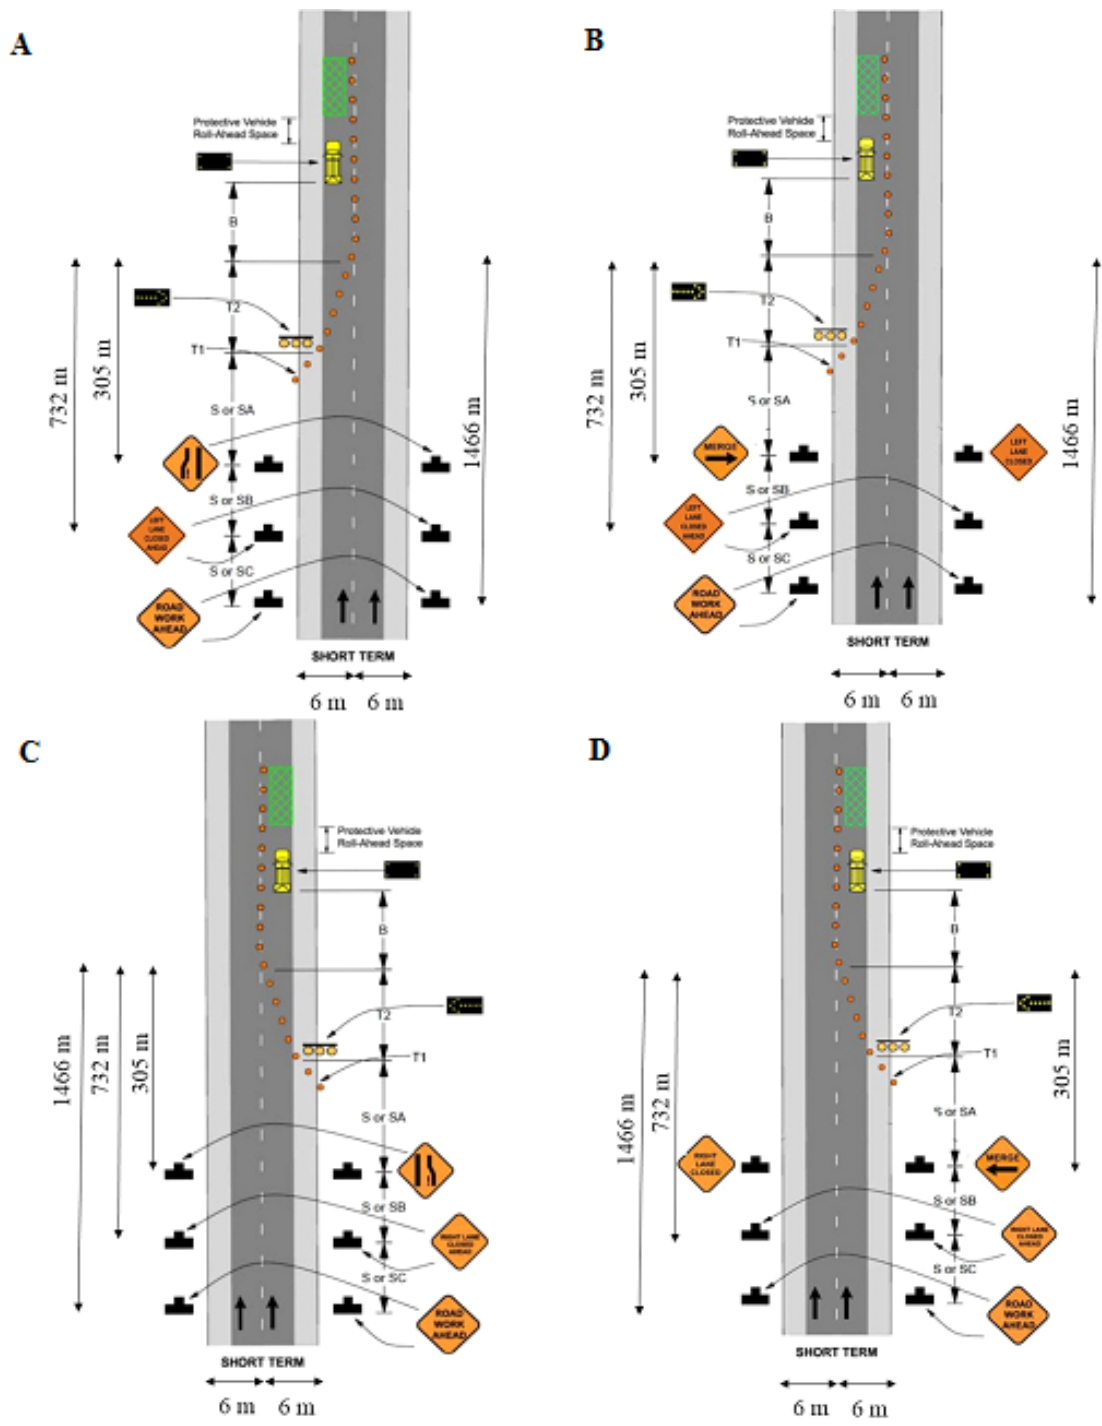 A
Protective Vehicle
Roll-Ahead Space
B
T2
T1
732 m
305 m
1466 m
S or SA
S or SB
LEFT
LANE
CLOSED
AHEAD
S or SC
ROAD
WORK
AHEAD
SHORT TERM
6 m
6 m
B
Protective Vehicle
Roll-Ahead Space
B
T2
T1
732 m
305 m
1466 m
S or SA
MERGE
LEFT
LANE
CLOSED
S or SB
LEFT
LANE
CLOSED
AHEAD
S or SC
ROAD
WORK
AHEAD
SHORT TERM
6 m
6 m
C
Protective Vehicle
Roll-Ahead Space
B
T2
T1
1466 m
732 m
305 m
S or SA
S or SB
RIGHT LANE
CLOSED
AHEAD
S or SC
ROAD
WORK
AHEAD
SHORT TERM
6 m
6 m
D
Protective Vehicle
Roll-Ahead Space
B
T2
T1
1466 m
732 m
305 m
S or SA
RIGHT
LANE
CLOSED
MERGE
S or SB
RIGHT LANE
CLOSED
AHEAD
S or SC
ROAD
WORK
AHEAD
SHORT TERM
6 m
6 m